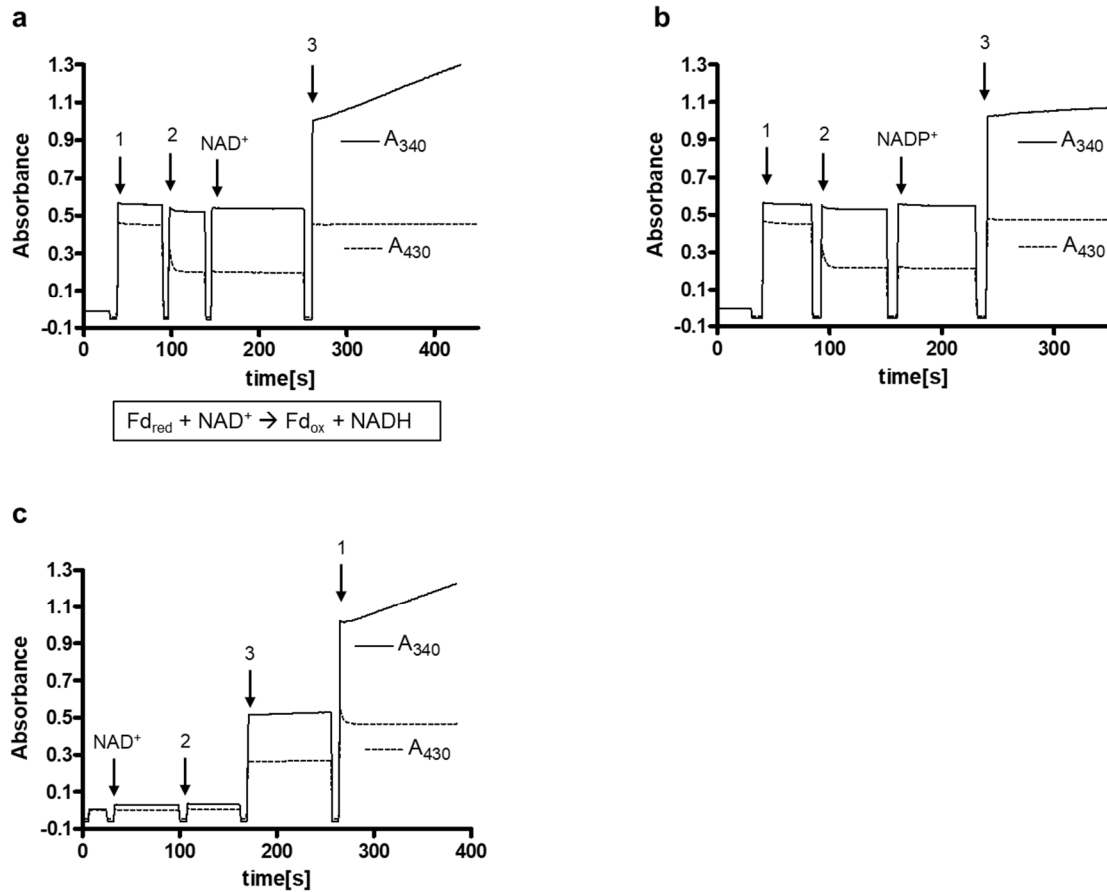 a
3
1.3
1.1
0.9
0.7
0.5
0.3
0.1
-0.1
Absorbance
1
2
NAD⁺
A₃₄₀
A₄₃₀
0
100
200
300
400
time[s]
Fd_red + NAD⁺ → Fd_ox + NADH
b
3
1.3
1.1
0.9
0.7
0.5
0.3
0.1
-0.1
Absorbance
1
2
NADP⁺
A₃₄₀
A₄₃₀
0
100
200
300
time[s]
c
1
1.3
1.1
0.9
0.7
0.5
0.3
0.1
-0.1
Absorbance
NAD⁺
2
3
A₃₄₀
A₄₃₀
0
100
200
300
400
time[s]